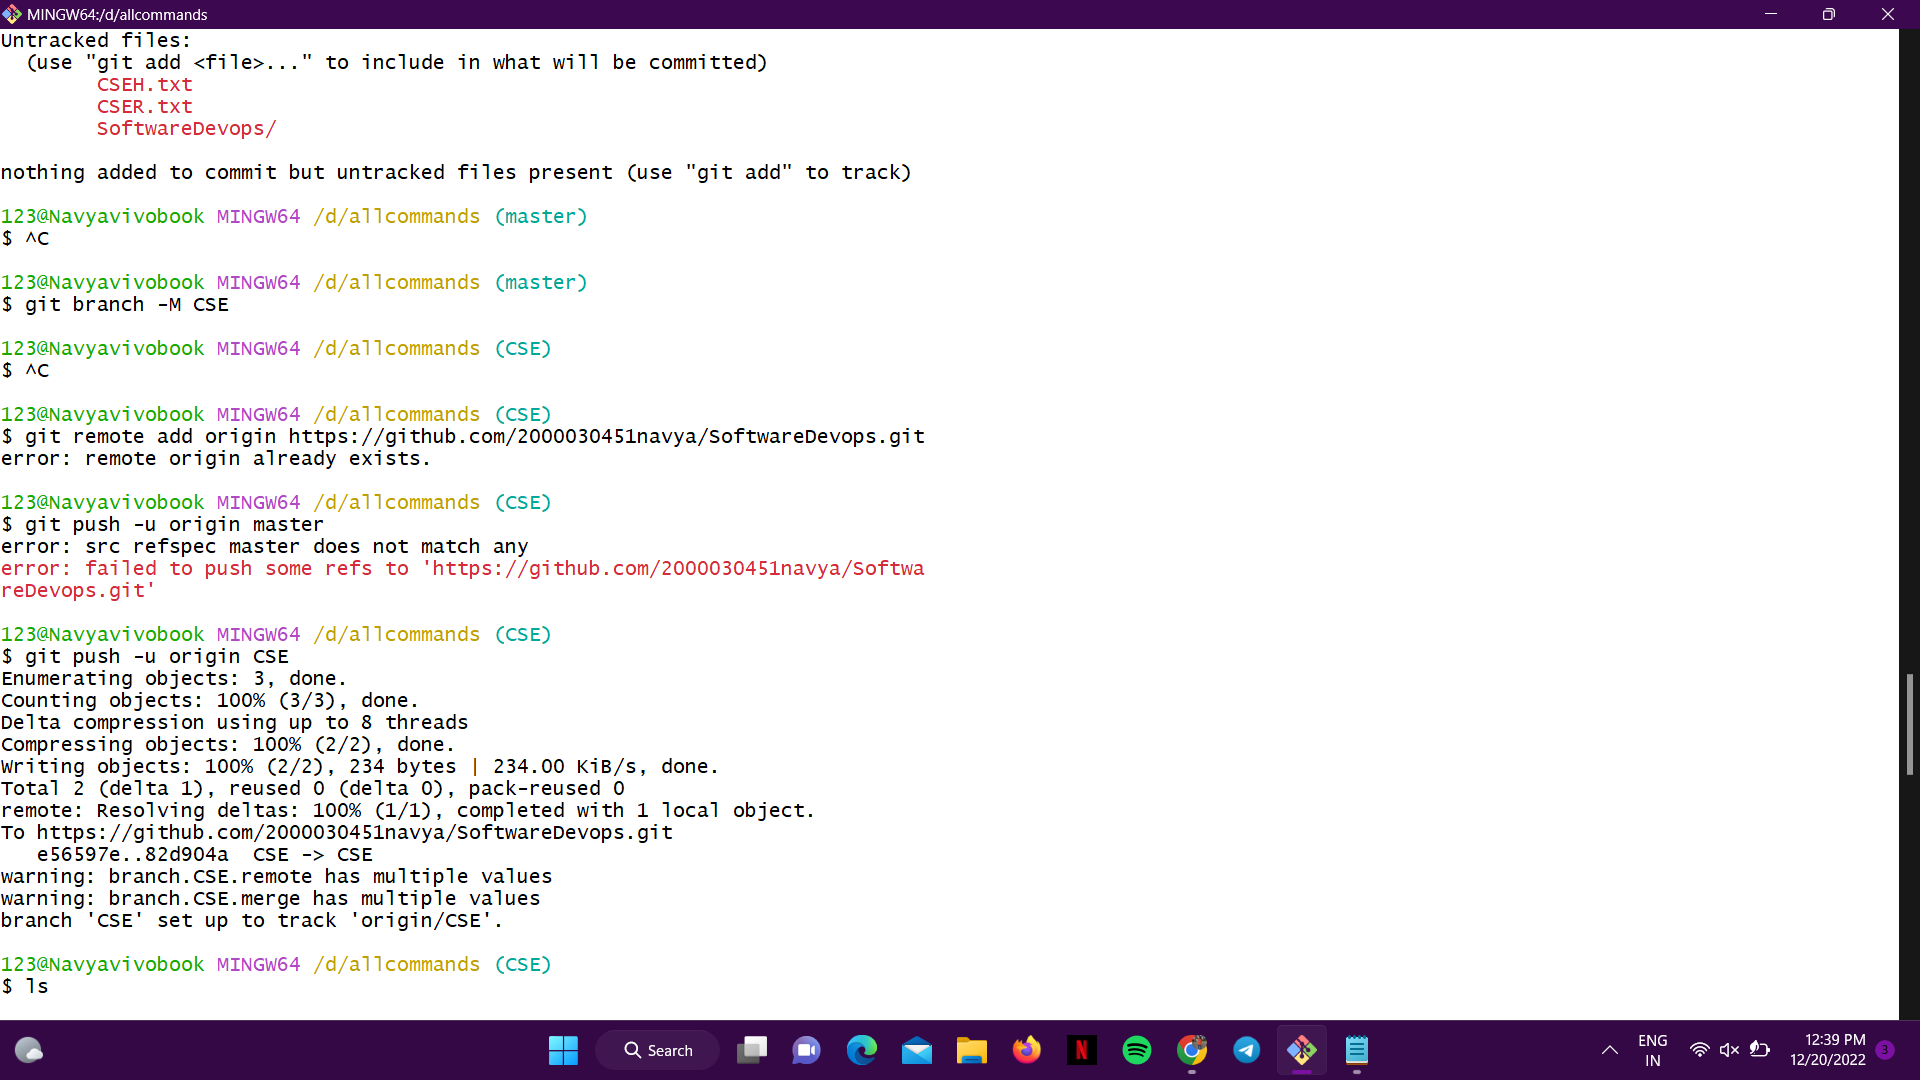 MINGW64:/d/allcommands
Untracked files:
  (use "git add <file>..." to include in what will be committed)
        CSEH.txt
        CSER.txt
        SoftwareDevops/
nothing added to commit but untracked files present (use "git add" to track)
123@Navyavivobook MINGW64 /d/allcommands (master)
$ ^C
123@Navyavivobook MINGW64 /d/allcommands (master)
$ git branch -M CSE
123@Navyavivobook MINGW64 /d/allcommands (CSE)
$ ^C
123@Navyavivobook MINGW64 /d/allcommands (CSE)
$ git remote add origin https://github.com/2000030451navya/SoftwareDevops.git
error: remote origin already exists.
123@Navyavivobook MINGW64 /d/allcommands (CSE)
$ git push -u origin master
error: src refspec master does not match any
error: failed to push some refs to 'https://github.com/2000030451navya/Softwa
reDevops.git'
123@Navyavivobook MINGW64 /d/allcommands (CSE)
$ git push -u origin CSE
Enumerating objects: 3, done.
Counting objects: 100% (3/3), done.
Delta compression using up to 8 threads
Compressing objects: 100% (2/2), done.
Writing objects: 100% (2/2), 234 bytes | 234.00 KiB/s, done.
Total 2 (delta 1), reused 0 (delta 0), pack-reused 0
remote: Resolving deltas: 100% (1/1), completed with 1 local object.
To https://github.com/2000030451navya/SoftwareDevops.git
   e56597e..82d904a  CSE -> CSE
warning: branch.CSE.remote has multiple values
warning: branch.CSE.merge has multiple values
branch 'CSE' set up to track 'origin/CSE'.
123@Navyavivobook MINGW64 /d/allcommands (CSE)
$ ls
Search
N
ENG
IN
12:39 PM
12/20/2022
3